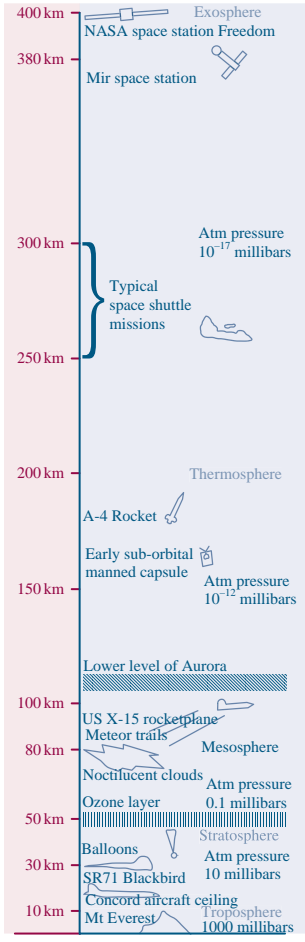 400 km
Exosphere
NASA space station Freedom
380 km
Mir space station
300 km
Atm pressure
10⁻¹⁷ millibars
Typical
space shuttle
missions
250 km
200 km
Thermosphere
A-4 Rocket
Early sub-orbital
manned capsule
150 km
Atm pressure
10⁻¹² millibars
Lower level of Aurora
100 km
US X-15 rocketplane
Meteor trails
80 km
Mesosphere
Noctilucent clouds
Atm pressure
0.1 millibars
Ozone layer
50 km
Stratosphere
Balloons
Atm pressure
10 millibars
30 km
SR71 Blackbird
Concord aircraft ceiling
10 km
Troposphere
Mt Everest
1000 millibars